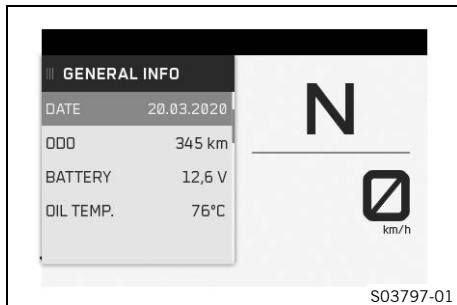 GENERAL INFO
DATE 20.03.2020
ODO 345 km
BATTERY 12,6 V
OIL TEMP. 76°C
N
0
km/h
S03797-01